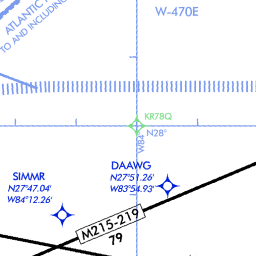 W-470E
ATLANTIC
TO AND INCLUDING
KR78Q
N28°
W84°
DAAWG
N27°51.26'
W83°54.93'
SIMMR
N27°47.04'
W84°12.26'
M215-219
79